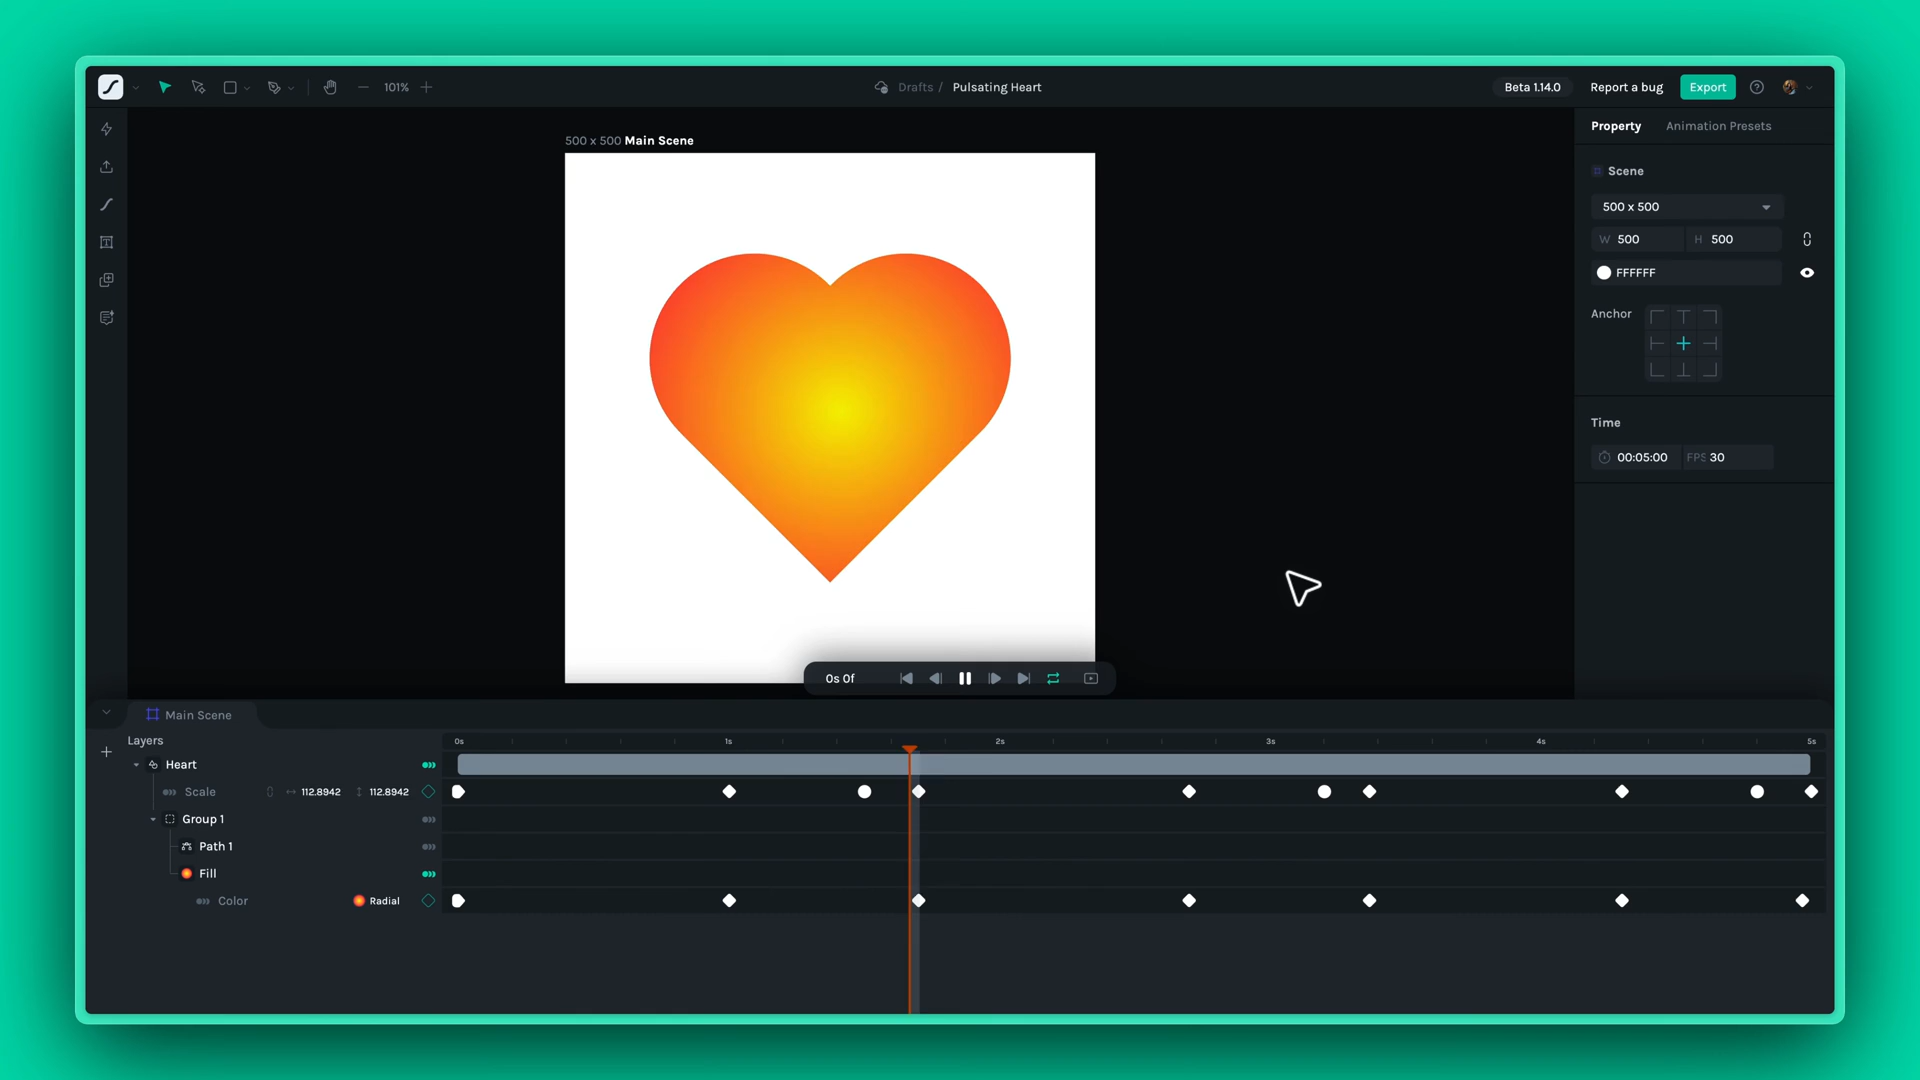 101%
Drafts / Pulsating Heart
Beta 1.14.0
Report a bug
Export
500 x 500 Main Scene
Property
Animation Presets
Scene
500 x 500
W 500
H 500
FFFFFF
Anchor
Time
00:05:00
FPS 30
0s 0f
Main Scene
Layers
0s
1s
2s
3s
4s
5s
Heart
Scale
112.8942
112.8942
Group 1
Path 1
Fill
Color
Radial